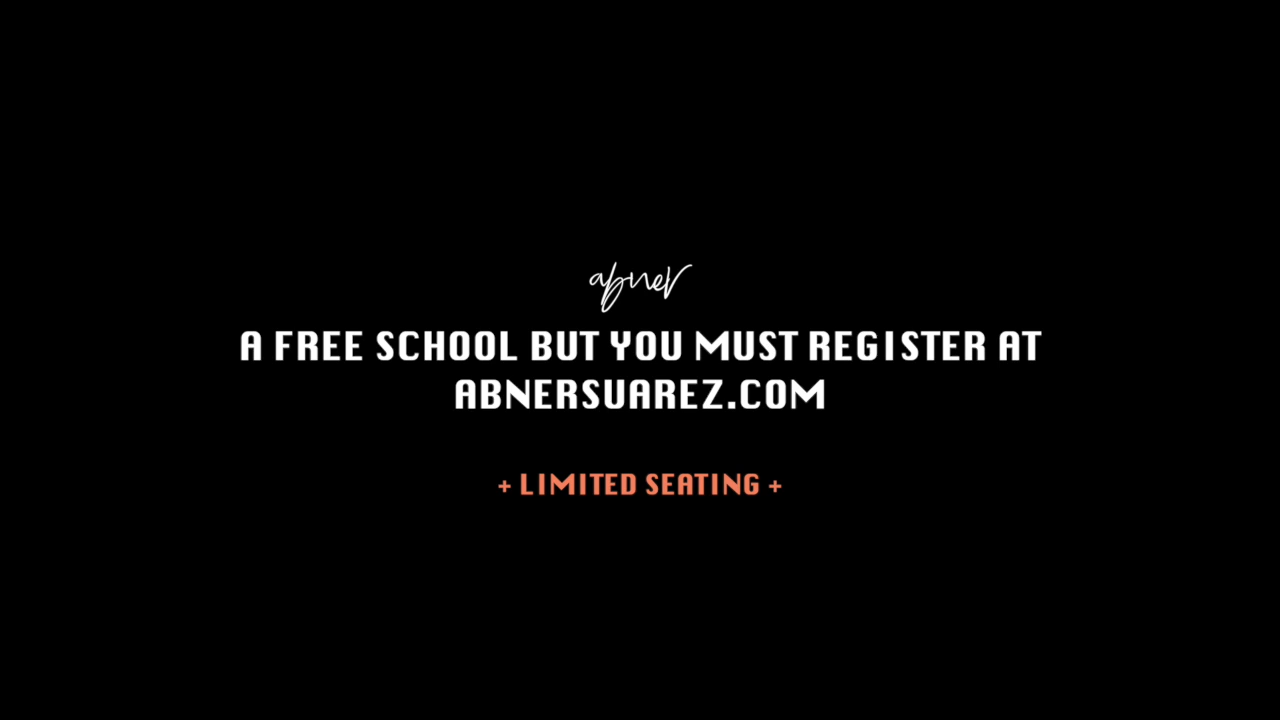 abner
A FREE SCHOOL BUT YOU MUST REGISTER AT
ABNERSUAREZ.COM
+ LIMITED SEATING +